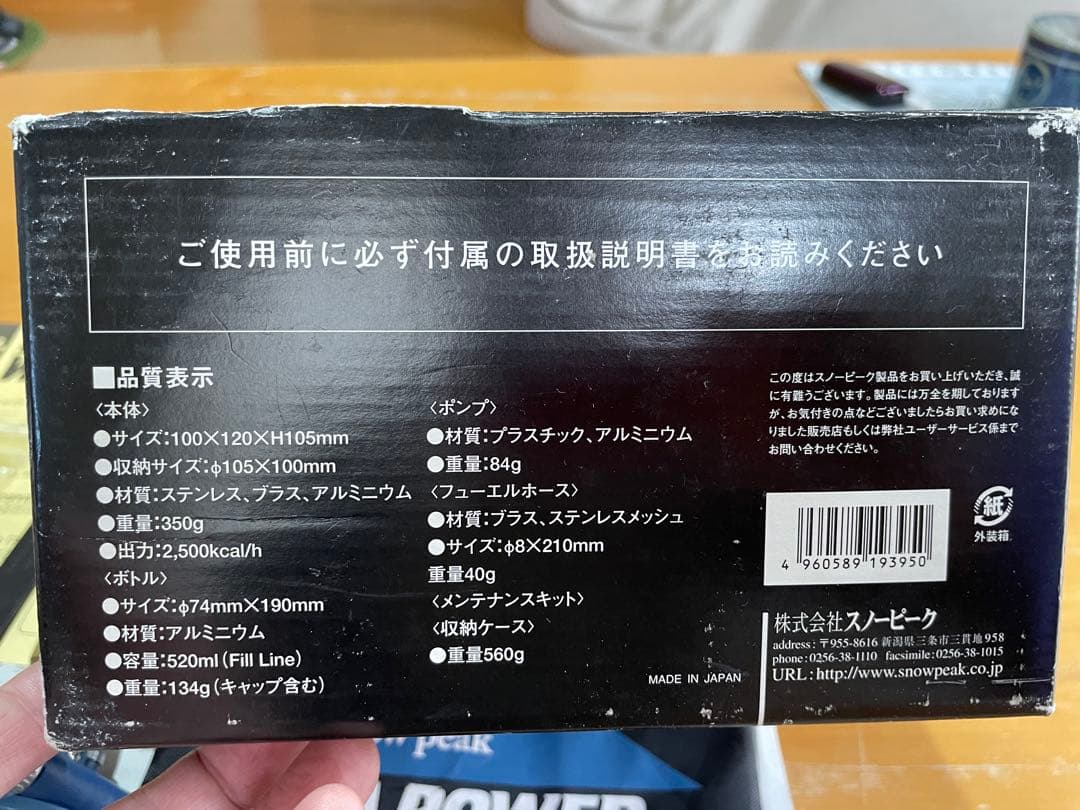 ご使用前に必ず付属の取扱説明書をお読みください
■品質表示
〈本体〉
●サイズ:100×120×H105mm
●収納サイズ:φ105×100mm
●材質:ステンレス、ブラス、アルミニウム
●重量:350g
●出力:2,500kcal/h
〈ボトル〉
●サイズ:φ74mm×190mm
●材質:アルミニウム
●容量:520ml(Fill Line)
●重量:134g(キャップ含む)
〈ポンプ〉
●材質:プラスチック、アルミニウム
●重量:84g
〈フューエルホース〉
●材質:ブラス、ステンレスメッシュ
●サイズ:φ8×210mm
重量40g
〈メンテナンスキット〉
〈収納ケース〉
●重量560g
MADE IN JAPAN
この度はスノーピーク製品をお買い上げいただき、誠
に有難うございます。製品には万全を期しております
が、お気付きの点などございましたらお買い求めにな
りました販売店もしくは弊社ユーザーサービス係まで
お問い合わせください。
紙
外装箱
4 960589 193950
株式会社スノーピーク
address:〒955-8616 新潟県三条市三貫地 958
phone:0256-38-1110 facsimile:0256-38-1015
URL:http://www.snowpeak.co.jp
peak
POWER